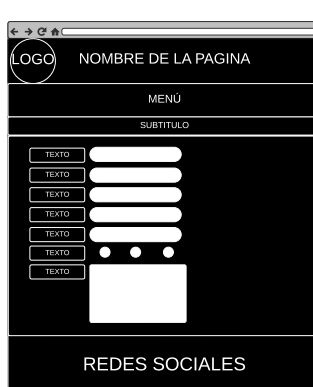 LOGO
NOMBRE DE LA PAGINA
MENÚ
SUBTITULO
TEXTO
TEXTO
TEXTO
TEXTO
TEXTO
TEXTO
TEXTO
REDES SOCIALES